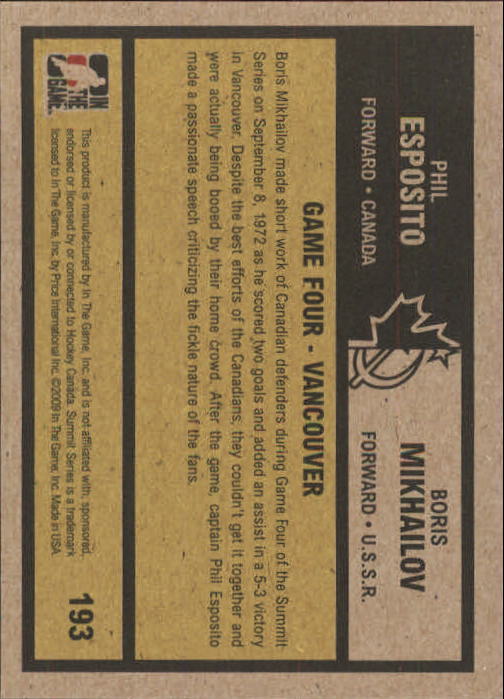 PHIL
ESPOSITO
FORWARD • CANADA
BORIS
MIKHAILOV
FORWARD • U.S.S.R.
GAME FOUR - VANCOUVER
Boris Mikhailov made short work of Canadian defenders during Game Four of the Summit
Series on September 8, 1972 as he scored two goals and added an assist in a 5-3 victory
in Vancouver. Despite the best efforts of the Canadians, they couldn't get it together and
were actually being booed by their home crowd. After the game, captain Phil Esposito
made a passionate speech criticizing the fickle nature of the fans.
IN
THE
GAME
This product is manufactured by In The Game, Inc. and is not affiliated with, sponsored,
endorsed or licensed by or connected to Hockey Canada. Summit Series is a trademark
licensed to In The Game, Inc. by Price International Inc. ©2009 In The Game, Inc. Made in USA.
193